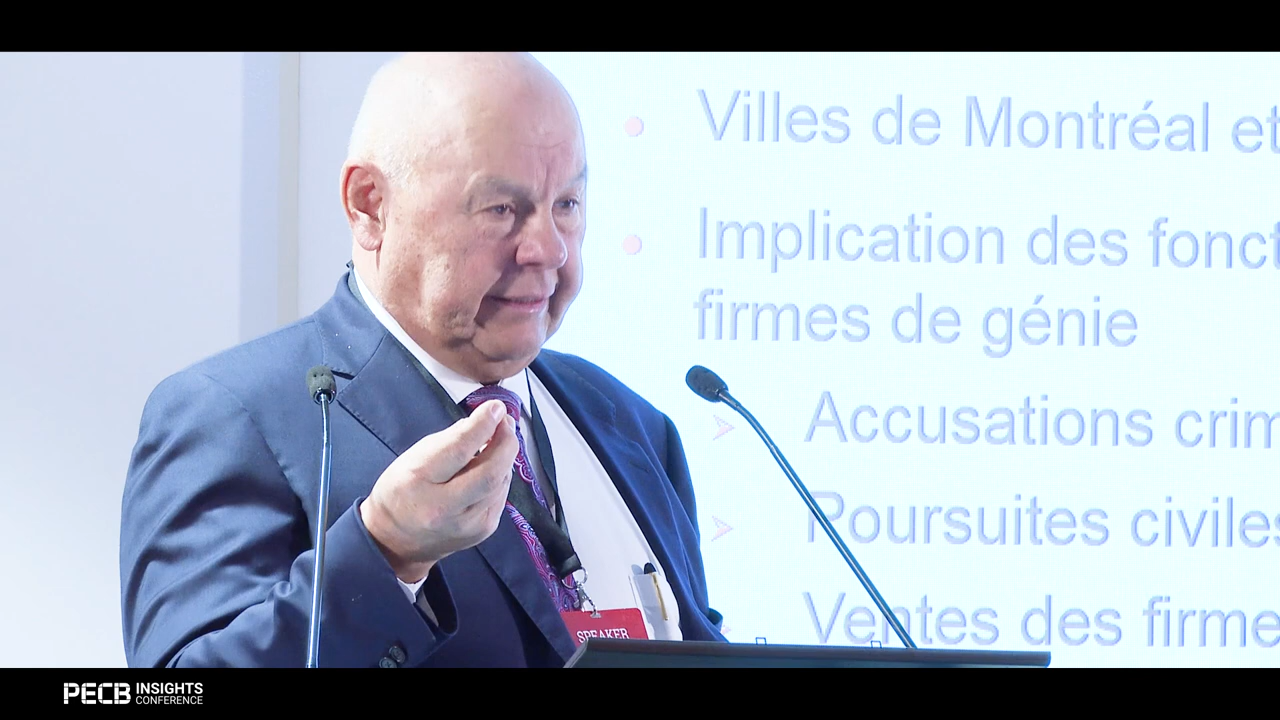 Villes de Montréal et
Implication des fonct
firmes de génie
Accusations crim
Poursuites civiles
Ventes des firme
SPEAKER
PECB INSIGHTS
CONFERENCE